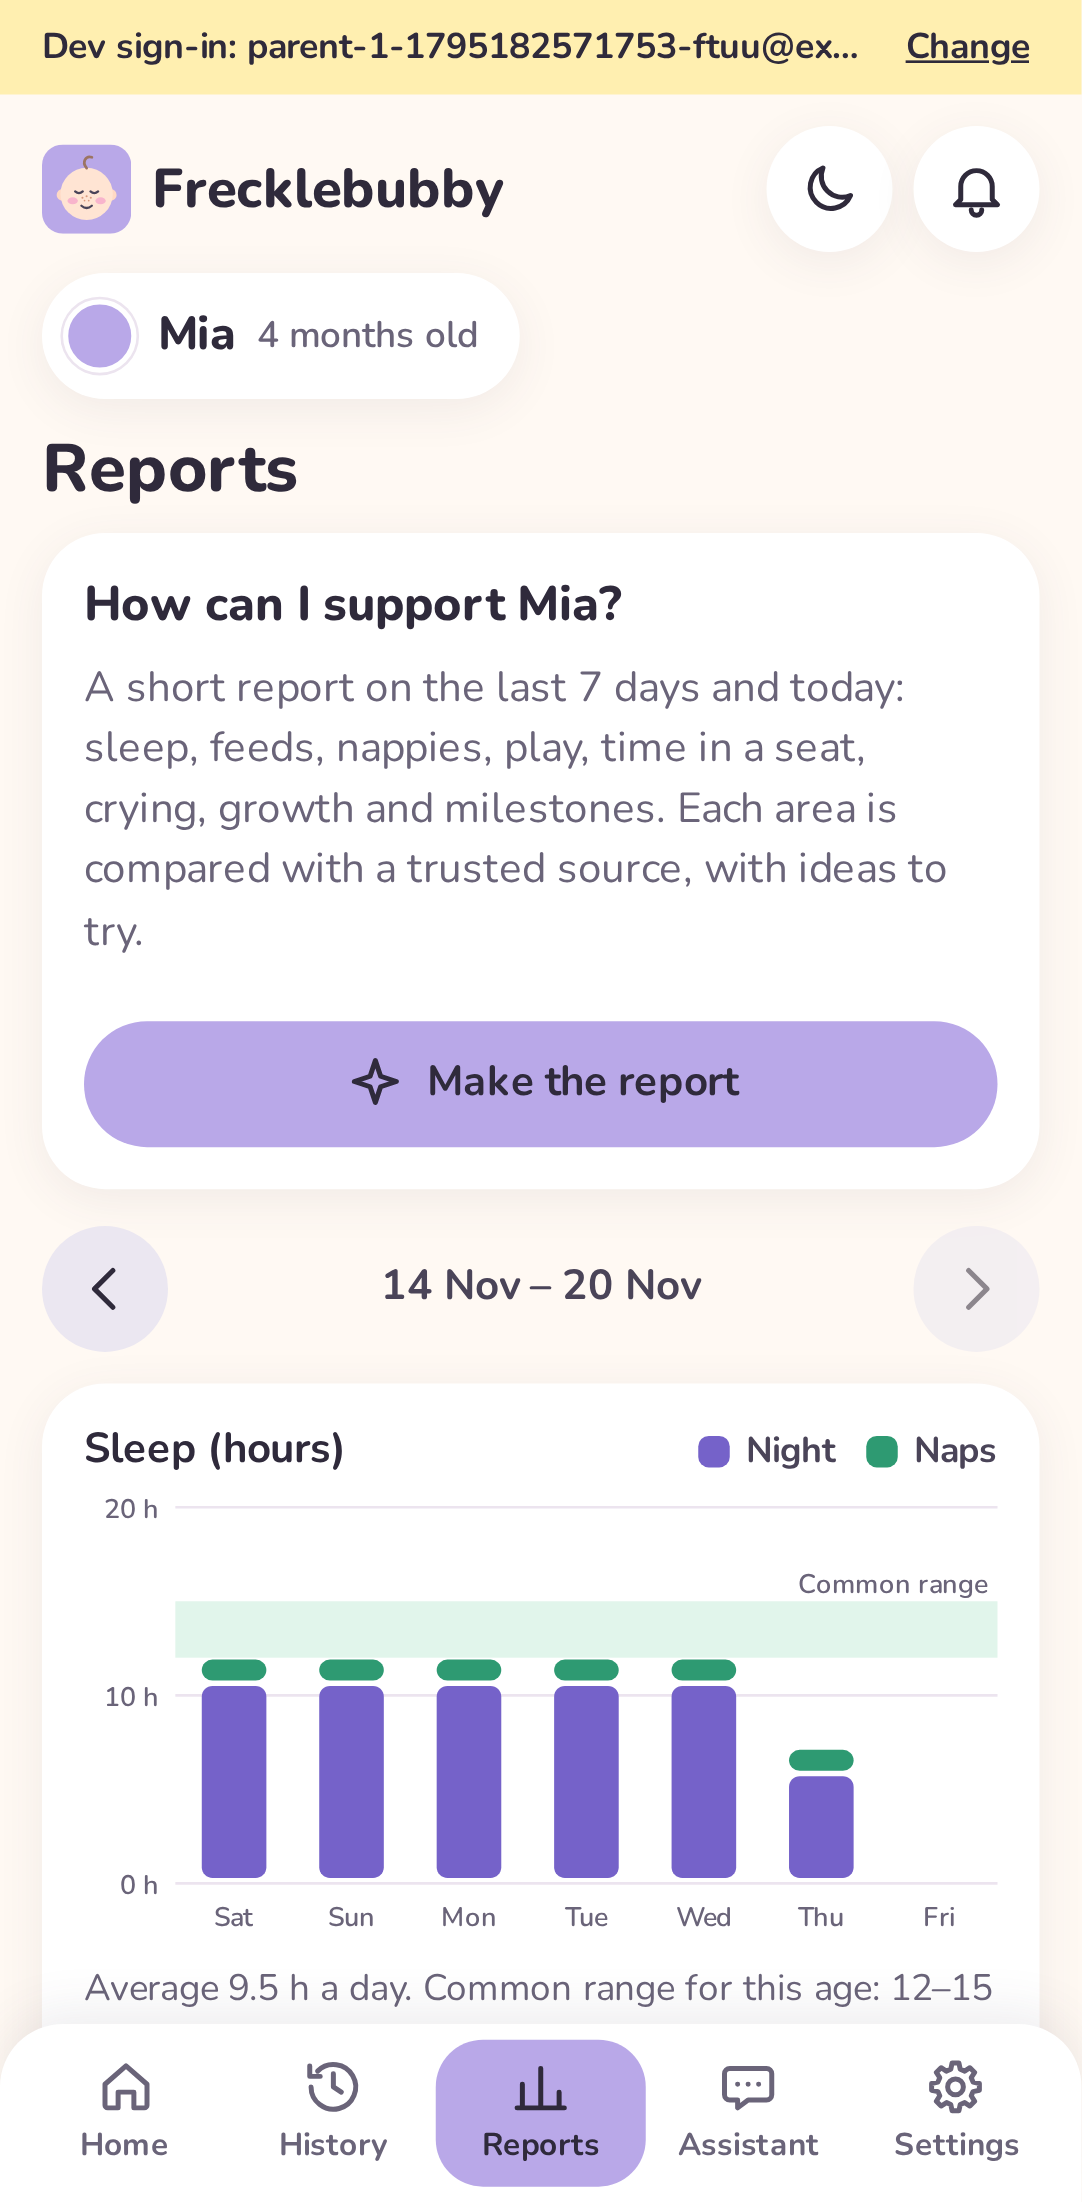 Dev sign-in: parent-1-1795182571753-ftuu@ex... Change
Frecklebubby
Mia 4 months old
Reports
How can I support Mia?
A short report on the last 7 days and today:
sleep, feeds, nappies, play, time in a seat,
crying, growth and milestones. Each area is
compared with a trusted source, with ideas to
try.
Make the report
14 Nov – 20 Nov
Sleep (hours) Night Naps
20 h
Common range
10 h
0 h
Sat Sun Mon Tue Wed Thu Fri
Average 9.5 h a day. Common range for this age: 12–15
Home History Reports Assistant Settings